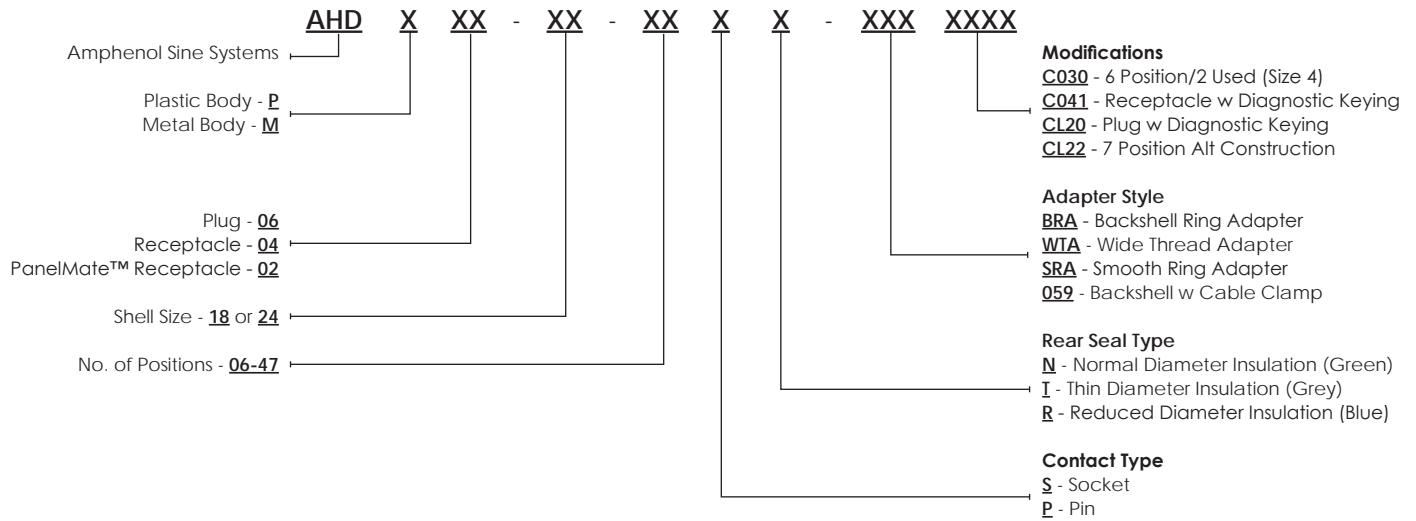 AHD X XX - XX - XX X X - XXX XXXX
Amphenol Sine Systems
Plastic Body - P
Metal Body - M
Plug - 06
Receptacle - 04
PanelMate™ Receptacle - 02
Shell Size - 18 or 24
No. of Positions - 06-47
Modifications
C030 - 6 Position/2 Used (Size 4)
C041 - Receptacle w Diagnostic Keying
CL20 - Plug w Diagnostic Keying
CL22 - 7 Position Alt Construction
Adapter Style
BRA - Backshell Ring Adapter
WTA - Wide Thread Adapter
SRA - Smooth Ring Adapter
059 - Backshell w Cable Clamp
Rear Seal Type
N - Normal Diameter Insulation (Green)
T - Thin Diameter Insulation (Grey)
R - Reduced Diameter Insulation (Blue)
Contact Type
S - Socket
P - Pin